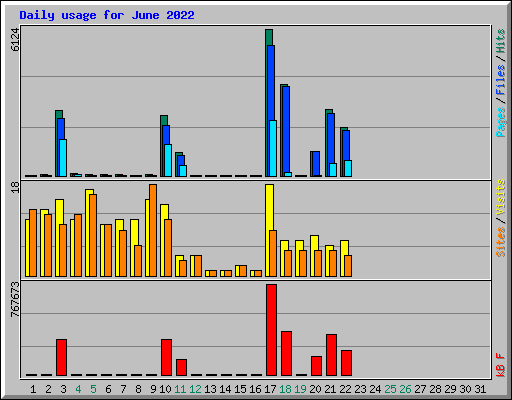 Daily usage for June 2022
6124
18
767673
Pages/Files/Hits
Sites/Visits
kB F
1 2 3 4 5 6 7 8 9 10 11 12 13 14 15 16 17 18 19 20 21 22 23 24 25 26 27 28 29 30 31